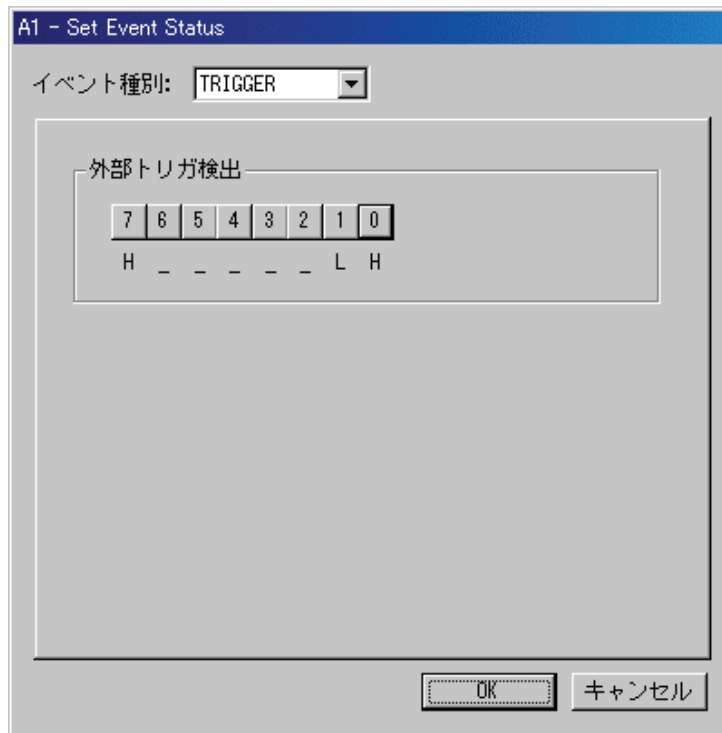 A1 - Set Event Status
イベント種別: TRIGGER
外部トリガ検出
7 6 5 4 3 2 1 0
H _ _ _ _ _ L H
OK キャンセル